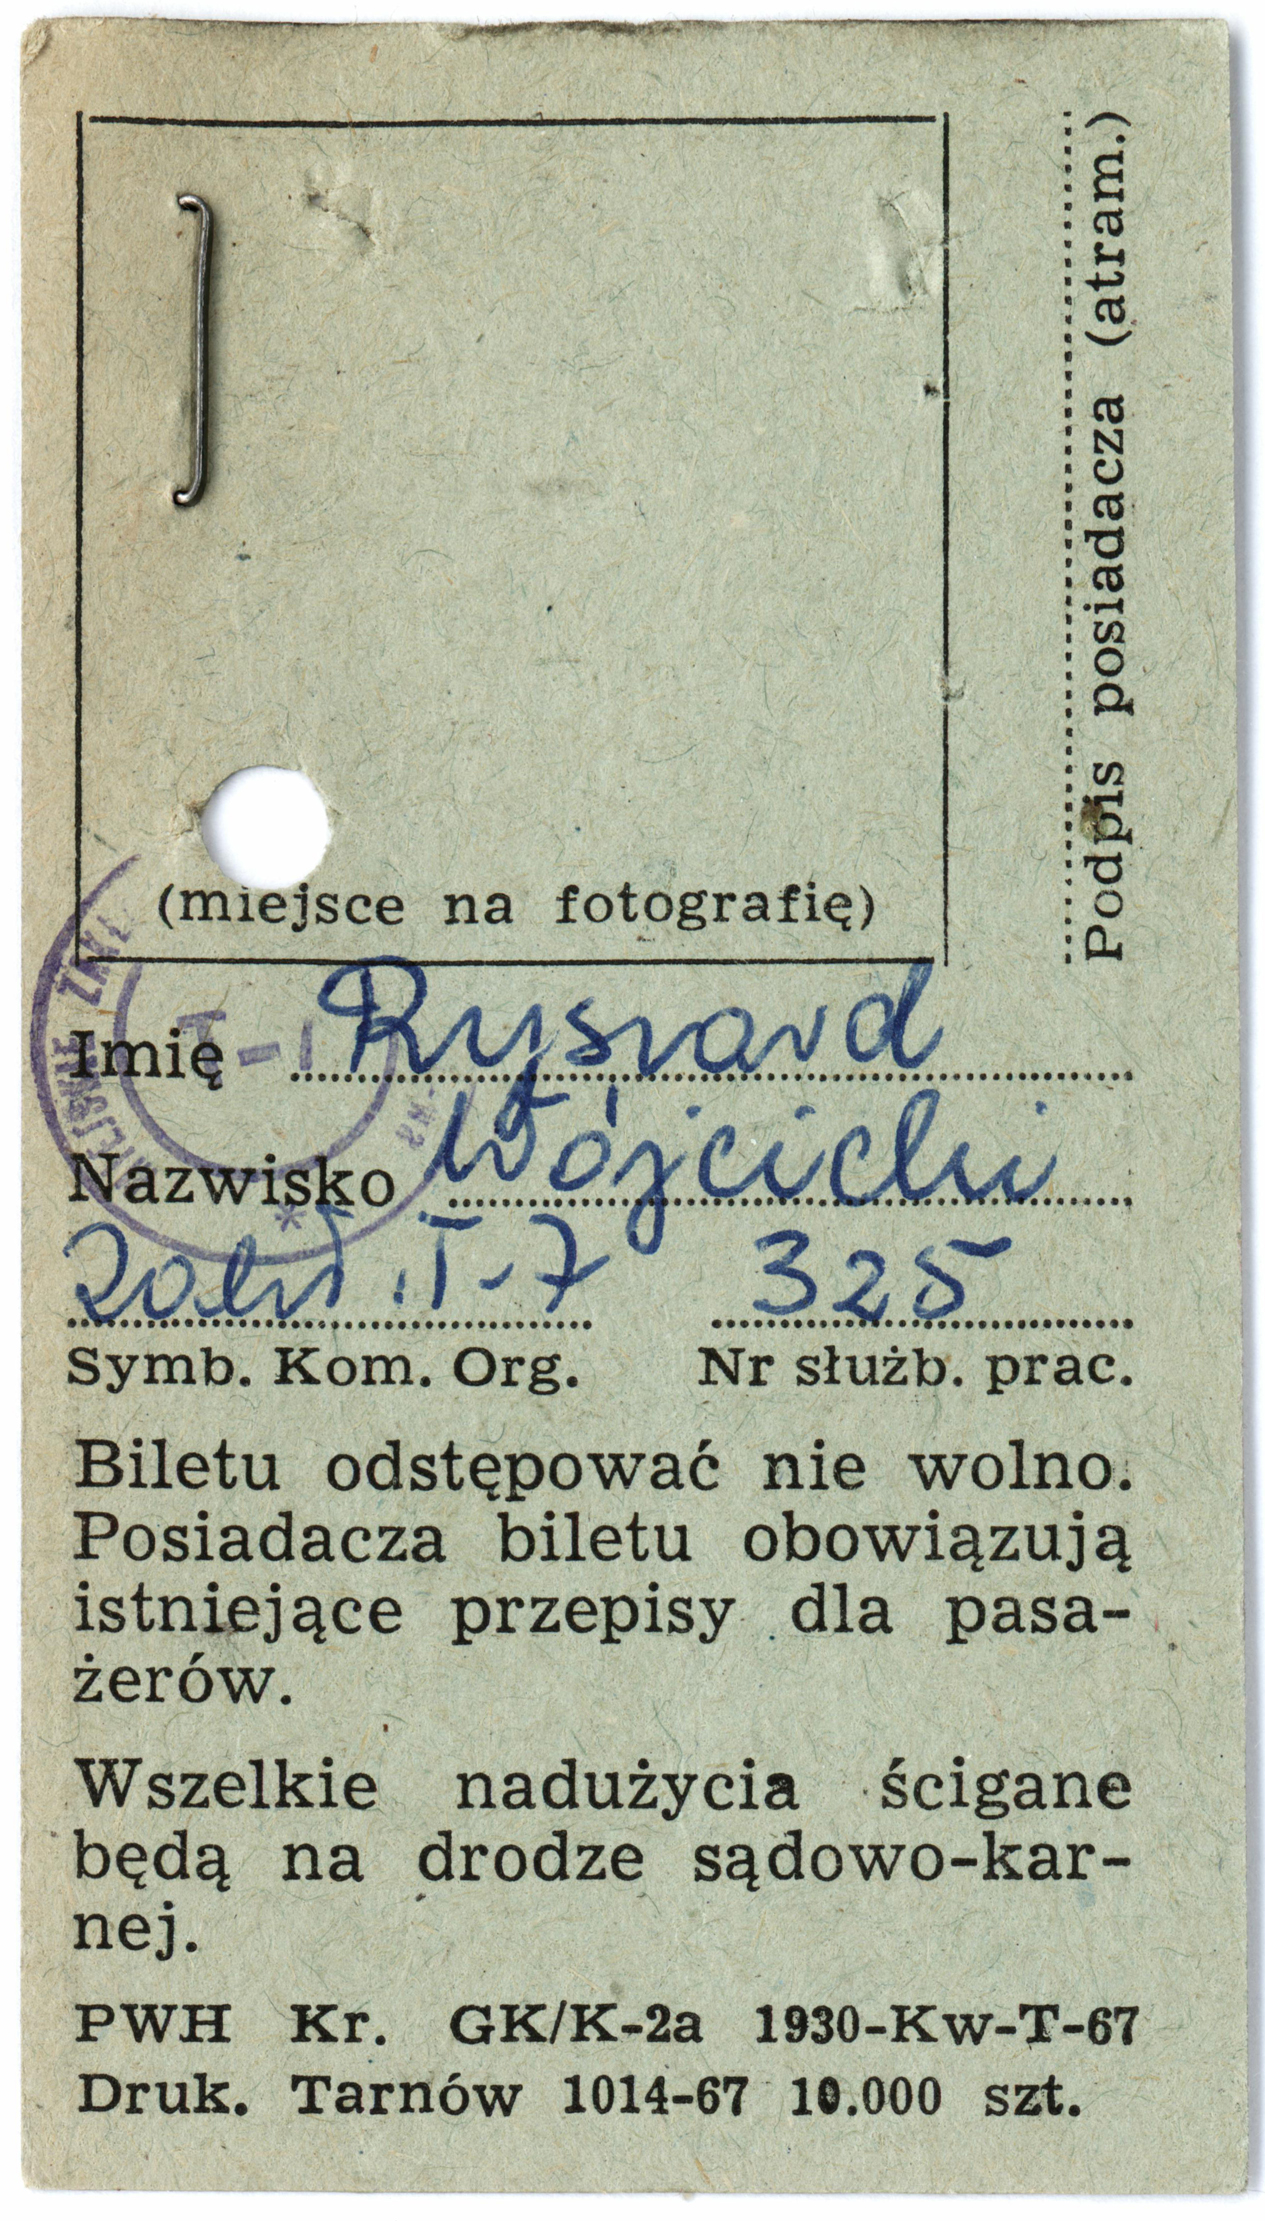 (miejsce na fotografię)
Podpis posiadacza (atram.)
Imię Ryszard
Nazwisko Wójcicki
I-7 325
Symb. Kom. Org. Nr służb. prac.
Biletu odstępować nie wolno.
Posiadacza biletu obowiązują
istniejące przepisy dla pasa-
żerów.
Wszelkie nadużycia ścigane
będą na drodze sądowo-kar-
nej.
PWH Kr. GK/K-2a 1930-Kw-T-67
Druk. Tarnów 1014-67 10.000 szt.